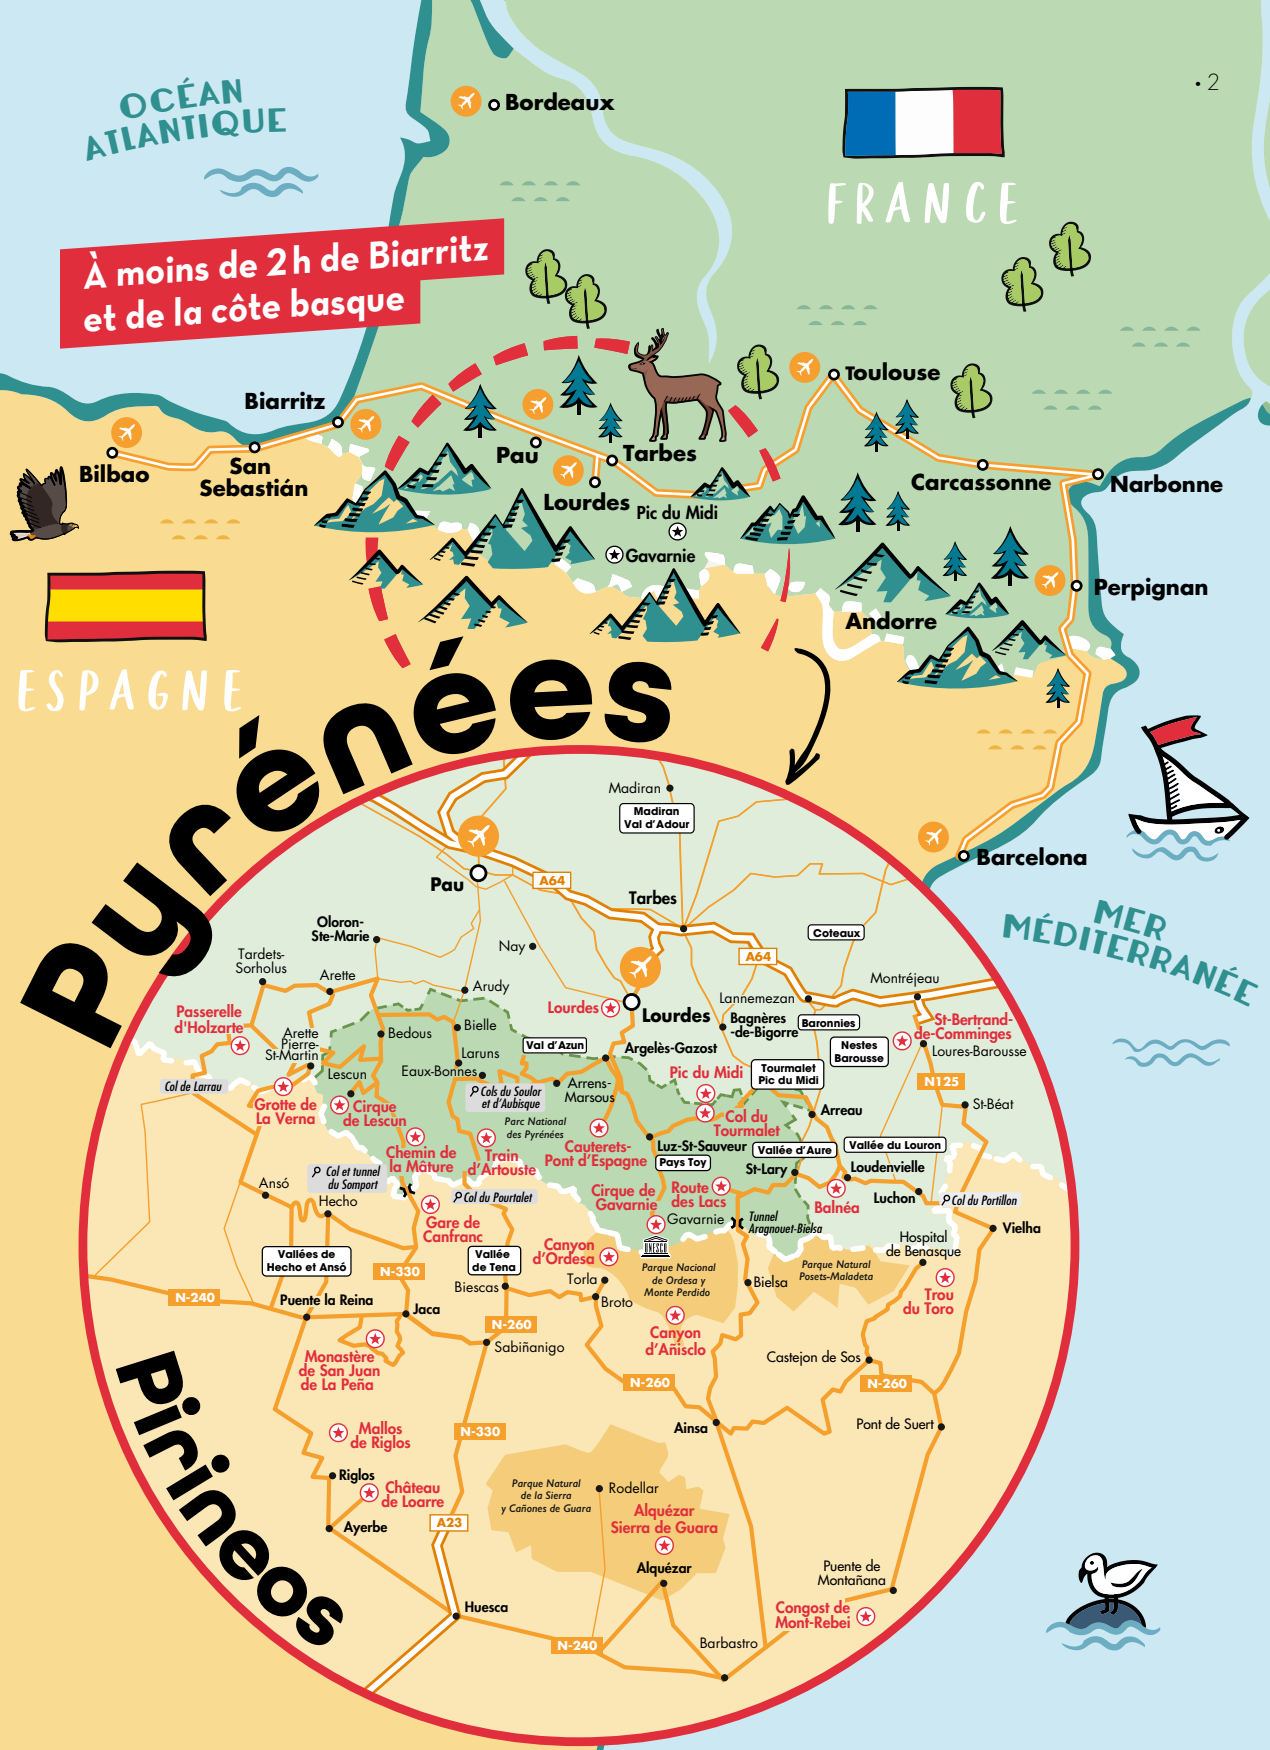 • 2
OCÉAN
ATLANTIQUE
Bordeaux
FRANCE
À moins de 2h de Biarritz
et de la côte basque
Biarritz
Toulouse
Bilbao
San
Sebastián
Pau
Tarbes
Lourdes
Pic du Midi
Gavarnie
Carcassonne
Narbonne
Perpignan
Andorre
ESPAGNE
Barcelona
MER
MÉDITERRANÉE
Pyrénées
Madiran
Madiran
Val d'Adour
Pau
A64
Tarbes
Oloron-
Ste-Marie
Nay
Coteaux
A64
Tardets-
Sorholus
Arette
Arudy
Montréjeau
Lannemezan
Passerelle
d'Holzarte
Lourdes
Lourdes
Bagnères
-de-Bigorre
Baronnies
St-Bertrand-
de-Comminges
Arette
Pierre-
St-Martin
Bedous
Bielle
Val d'Azun
Argelès-Gazost
Nestes
Barousse
Loures-Barousse
Laruns
Col de Larrau
Lescun
Eaux-Bonnes
Arrens-
Marsous
Pic du Midi
Tourmalet
Pic du Midi
N125
Cols du Soulor
et d'Aubisque
Grotte de
La Verna
Cirque
de Lescun
Parc National
des Pyrénées
Col du
Tourmalet
Arreau
St-Béat
Chemin de
la Mâture
Train
d'Artouste
Cauterets-
Pont d'Espagne
Luz-St-Sauveur
Pays Toy
Vallée d'Aure
Vallée du Louron
St-Lary
Loudenvielle
Col et tunnel
du Somport
Ansó
Hecho
Col du Pourtalet
Cirque de
Gavarnie
Route
des Lacs
Balnéa
Luchon
Col du Portillon
Gare de
Canfranc
Gavarnie
Tunnel
Aragnouet-Bielsa
Vielha
Hospital
de Benasque
UNESCO
Vallées de
Hecho et Ansó
Vallée
de Tena
Canyon
d'Ordesa
Parque Nacional
de Ordesa y
Monte Perdido
Parque Natural
Posets-Maladeta
N-330
Torla
Biescas
Broto
Bielsa
Trou
du Toro
N-240
Puente la Reina
Jaca
N-260
Canyon
d'Añisclo
Sabiñanigo
Monastère
de San Juan
de La Peña
Castejon de Sos
N-260
N-260
Mallos
de Riglos
N-330
Ainsa
Pont de Suert
Pirineos
Riglos
Château
de Loarre
Parque Natural
de la Sierra
y Cañones de Guara
Rodellar
Alquézar
Sierra de Guara
Ayerbe
A23
Alquézar
Puente de
Montañana
Huesca
Congost de
Mont-Rebei
N-240
Barbastro